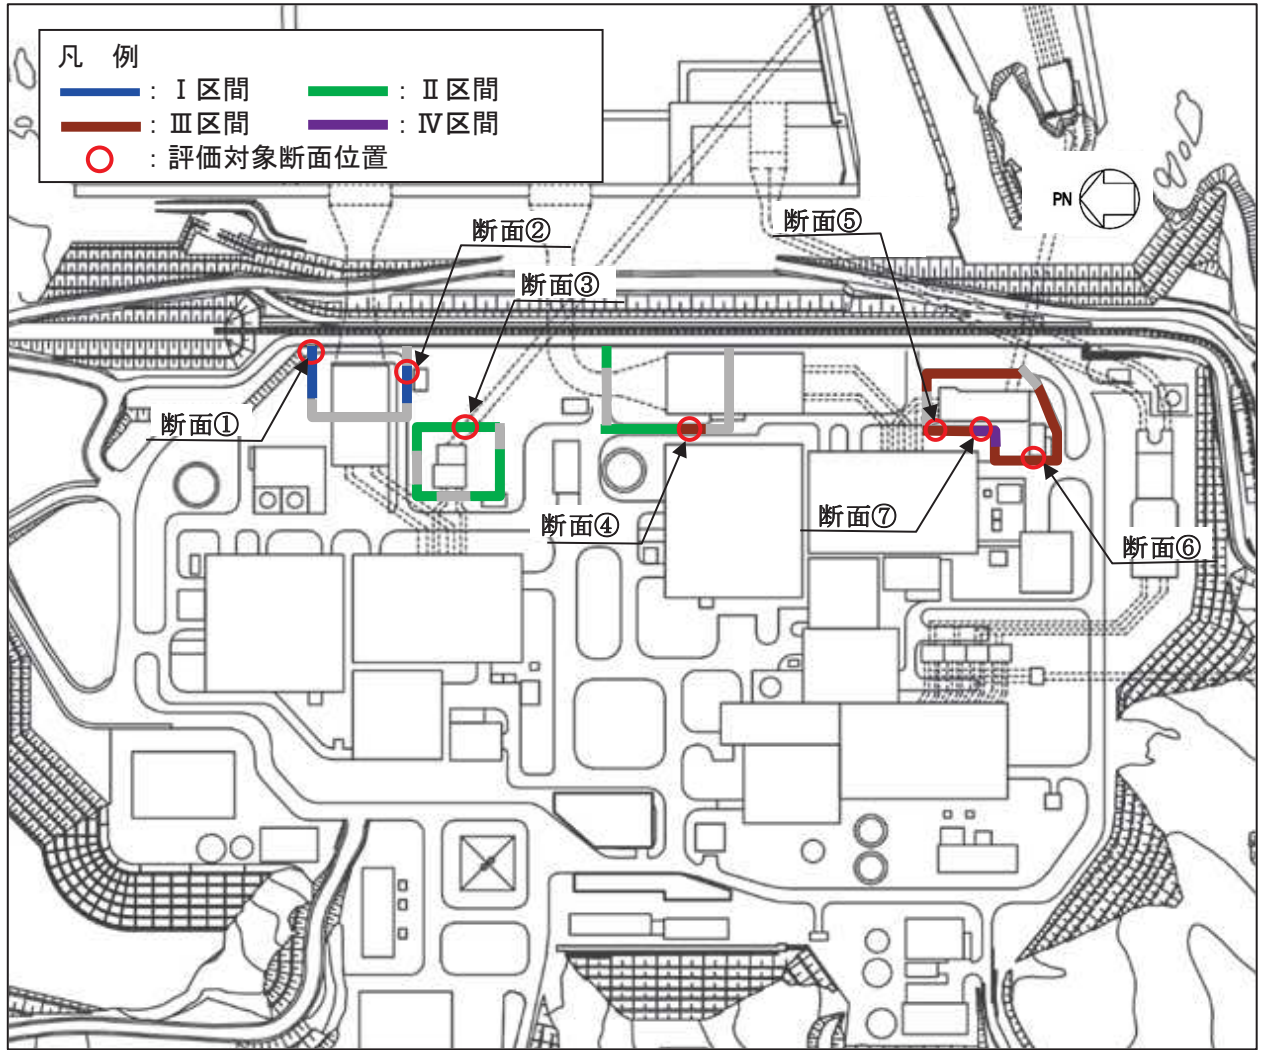 凡 例
: Ⅰ区間
: Ⅱ区間
: Ⅲ区間
: Ⅳ区間
: 評価対象断面位置
PN
断面②
断面⑤
断面③
断面①
断面④
断面⑦
断面⑥